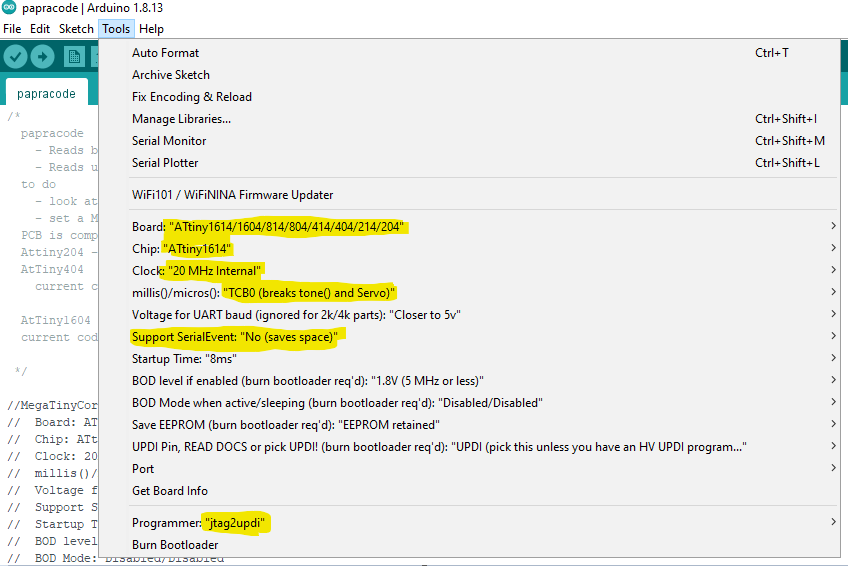 papracode | Arduino 1.8.13
File Edit Sketch Tools Help
Auto Format Ctrl+T
Archive Sketch
papracode Fix Encoding & Reload
/* Manage Libraries... Ctrl+Shift+I
papracode Serial Monitor Ctrl+Shift+M
- Reads b
- Reads u Serial Plotter Ctrl+Shift+L
to do
- look at WiFi101 / WiFiNINA Firmware Updater
- set a M
PCB is comp Board: "ATtiny1614/1604/814/804/414/404/214/204"
Attiny204 - Chip: "ATtiny1614"
AtTiny404 Clock: "20 MHz Internal"
current c millis()/micros(): "TCB0 (breaks tone() and Servo)"
Voltage for UART baud (ignored for 2k/4k parts): "Closer to 5v"
AtTiny1604
current cod Support SerialEvent: "No (saves space)"
Startup Time: "8ms"
*/
BOD level if enabled (burn bootloader req'd): "1.8V (5 MHz or less)"
//MegaTinyCor BOD Mode when active/sleeping (burn bootloader req'd): "Disabled/Disabled"
// Board: AT Save EEPROM (burn bootloader req'd): "EEPROM retained"
// Chip: ATt UPDI Pin, READ DOCS or pick UPDI! (burn bootloader req'd): "UPDI (pick this unless you have an HV UPDI program..."
// Clock: 20
// millis()/ Port
// Voltage f Get Board Info
// Support S
// Startup T Programmer: "jtag2updi"
// BOD level Burn Bootloader
// BOD Mode: Disabled/Disabled